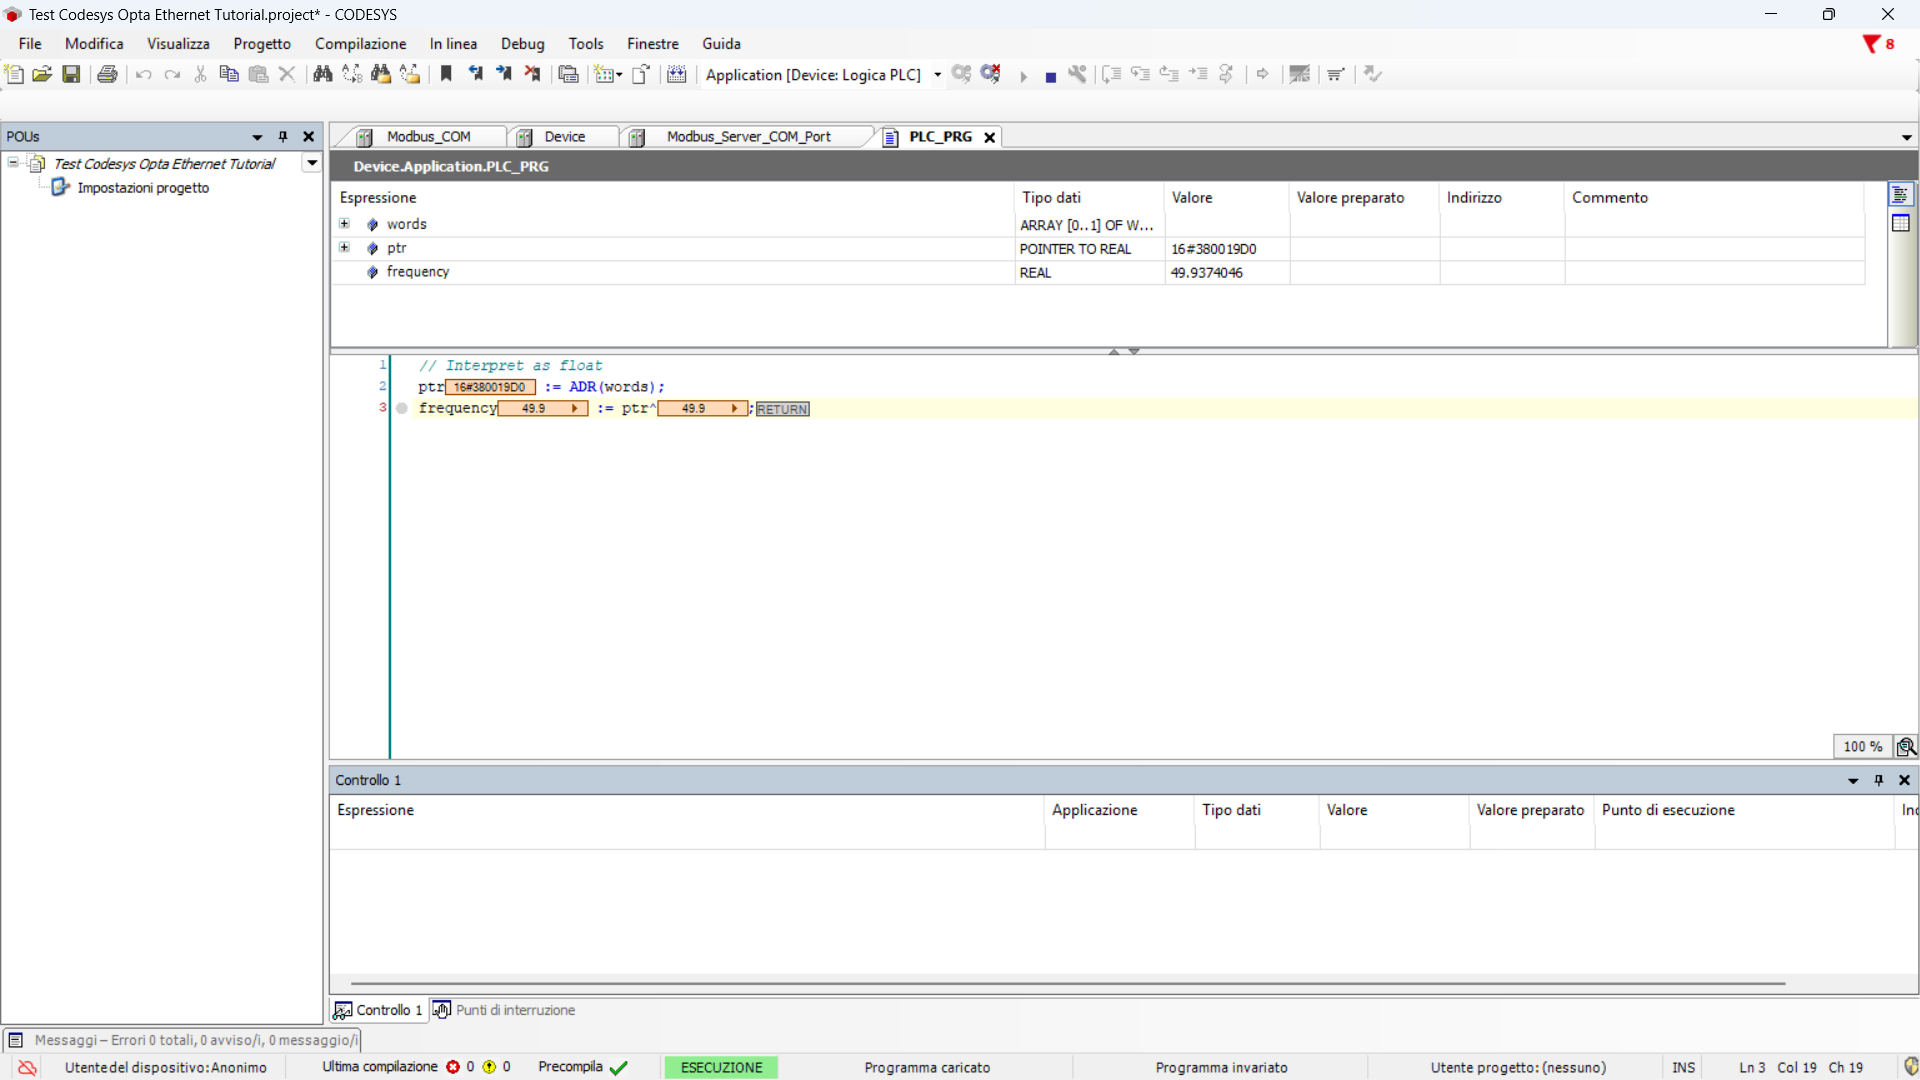 Test Codesys Opta Ethernet Tutorial.project* - CODESYS
File Modifica Visualizza Progetto Compilazione In linea Debug Tools Finestre Guida 8
Application [Device: Logica PLC]
POUs
Test Codesys Opta Ethernet Tutorial
Impostazioni progetto
Modbus_COM Device Modbus_Server_COM_Port PLC_PRG
Device.Application.PLC_PRG
Espressione Tipo dati Valore Valore preparato Indirizzo Commento
words ARRAY [0..1] OF W...
ptr POINTER TO REAL 16#380019D0
frequency REAL 49.9374046
1 // Interpret as float
2 ptr 16#380019D0 := ADR(words);
3 frequency 49.9 := ptr^ 49.9 ; RETURN
100 %
Controllo 1
Espressione Applicazione Tipo dati Valore Valore preparato Punto di esecuzione Inc
Controllo 1 Punti di interruzione
Messaggi – Errori 0 totali, 0 avviso/i, 0 messaggio/i
Utente del dispositivo: Anonimo Ultima compilazione 0 0 Precompila ESECUZIONE Programma caricato Programma invariato Utente progetto: (nessuno) INS Ln 3 Col 19 Ch 19